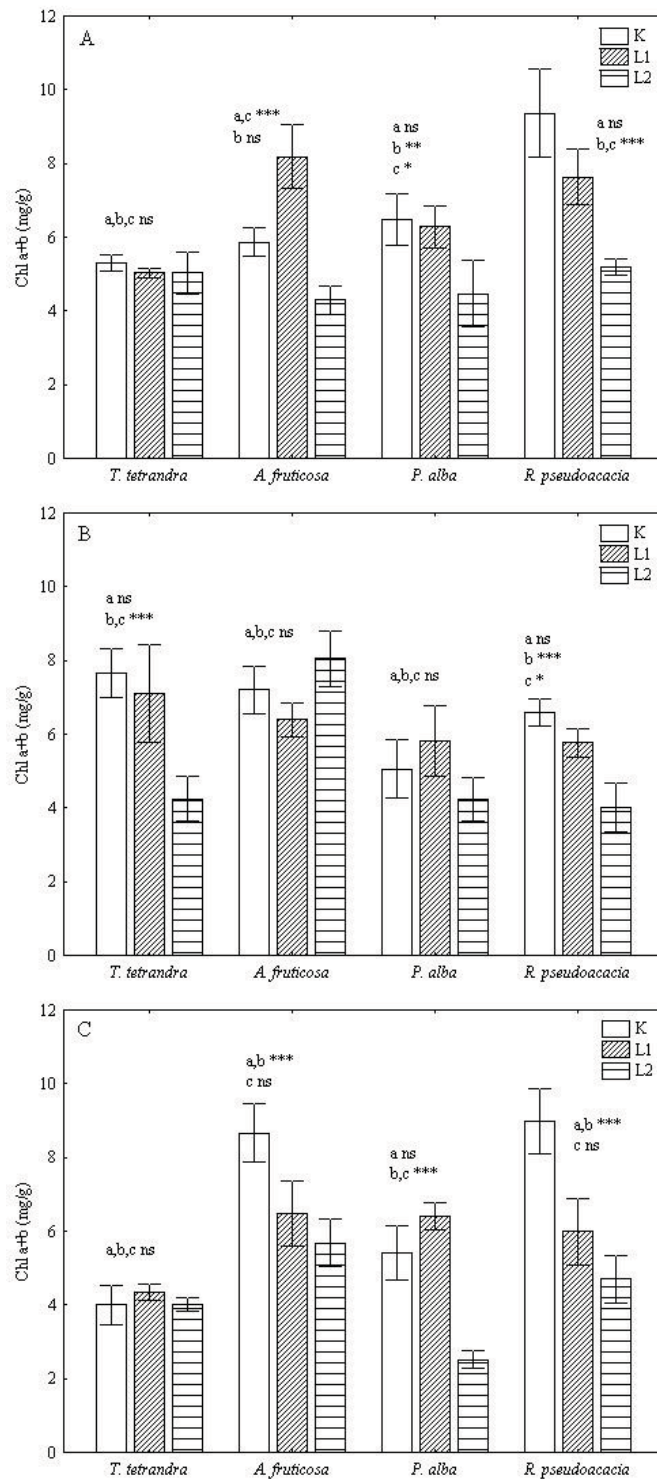 A
K
L1
L2
12
10
8
6
4
2
0
Chl a+b (mg/g)
a,b,c ns
a,c ***
b ns
a ns
b **
c *
a ns
b,c ***
T. tetrandra
A. fruticosa
P. alba
R. pseudoacacia
B
K
L1
L2
12
10
8
6
4
2
0
Chl a+b (mg/g)
a ns
b,c ***
a,b,c ns
a,b,c ns
a ns
b ***
c *
T. tetrandra
A. fruticosa
P. alba
R. pseudoacacia
C
K
L1
L2
12
10
8
6
4
2
0
Chl a+b (mg/g)
a,b,c ns
a,b ***
c ns
a ns
b,c ***
a,b ***
c ns
T. tetrandra
A. fruticosa
P. alba
R. pseudoacacia